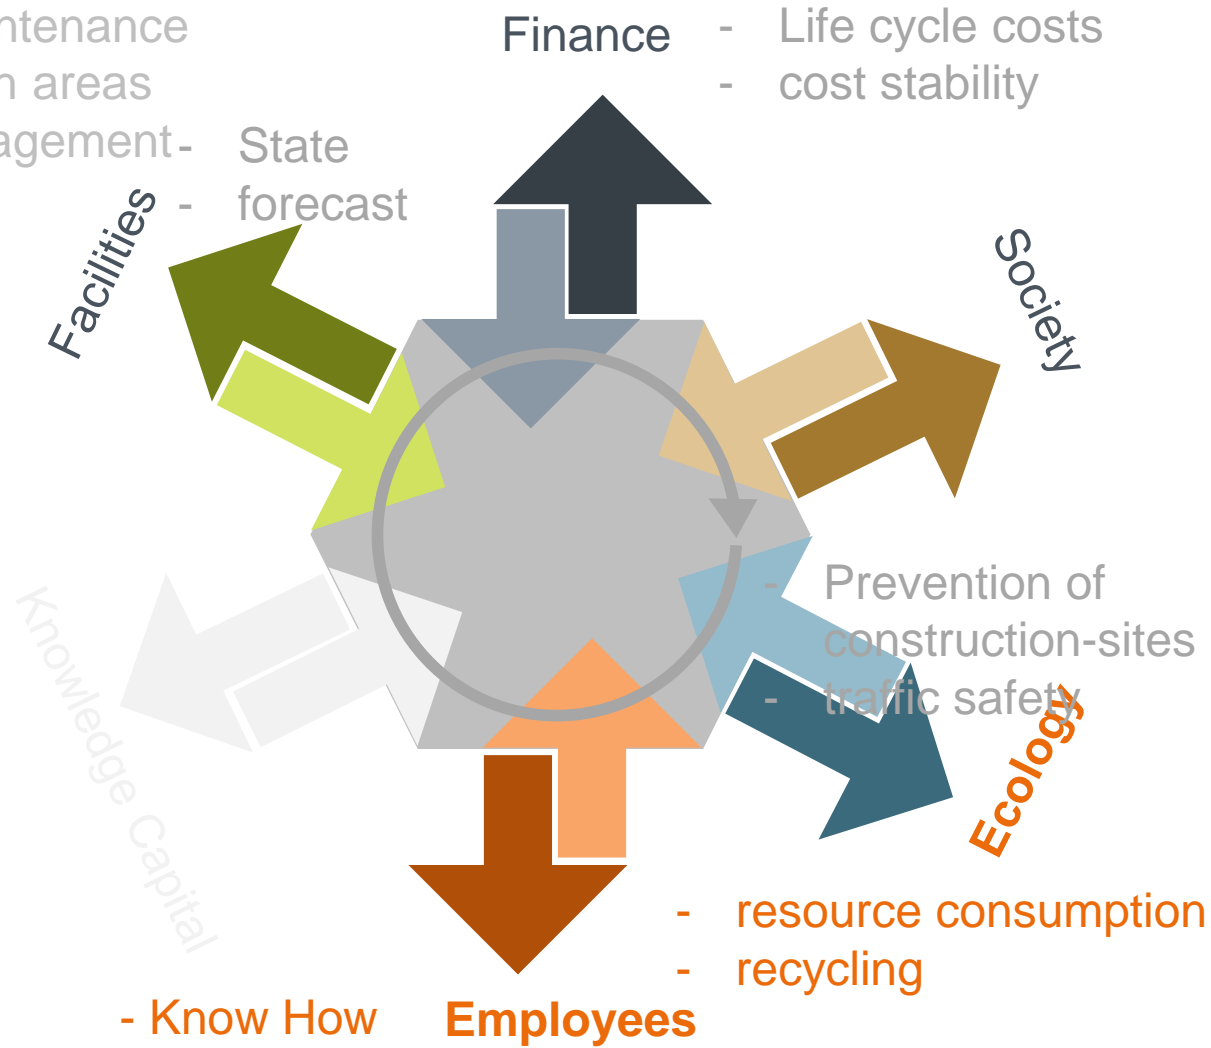 ntenance
areas
agement
Finance
- Life cycle costs
- cost stability
- State
- forecast
Facilities
Society
- Prevention of
construction-sites
- traffic safety
Ecology
Knowledge Capital
- resource consumption
- recycling
- Know How
Employees